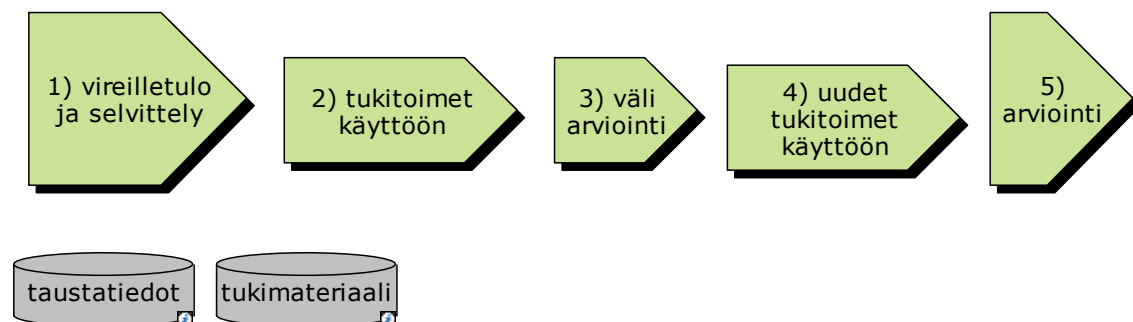 1) vireilletulo
ja selvittely
2) tukitoimet
käyttöön
3) väli
arviointi
4) uudet
tukitoimet
käyttöön
5)
arviointi
taustatiedot
tukimateriaali